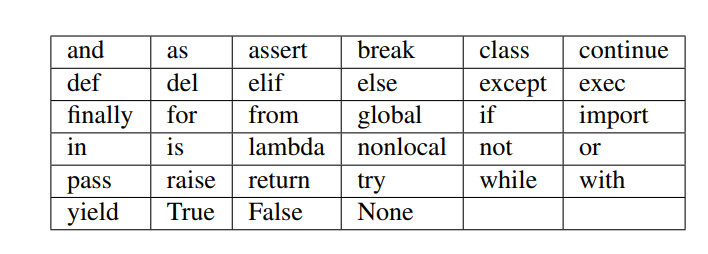 and as assert break class continue
def del elif else except exec
finally for from global if import
in is lambda nonlocal not or
pass raise return try while with
yield True False None